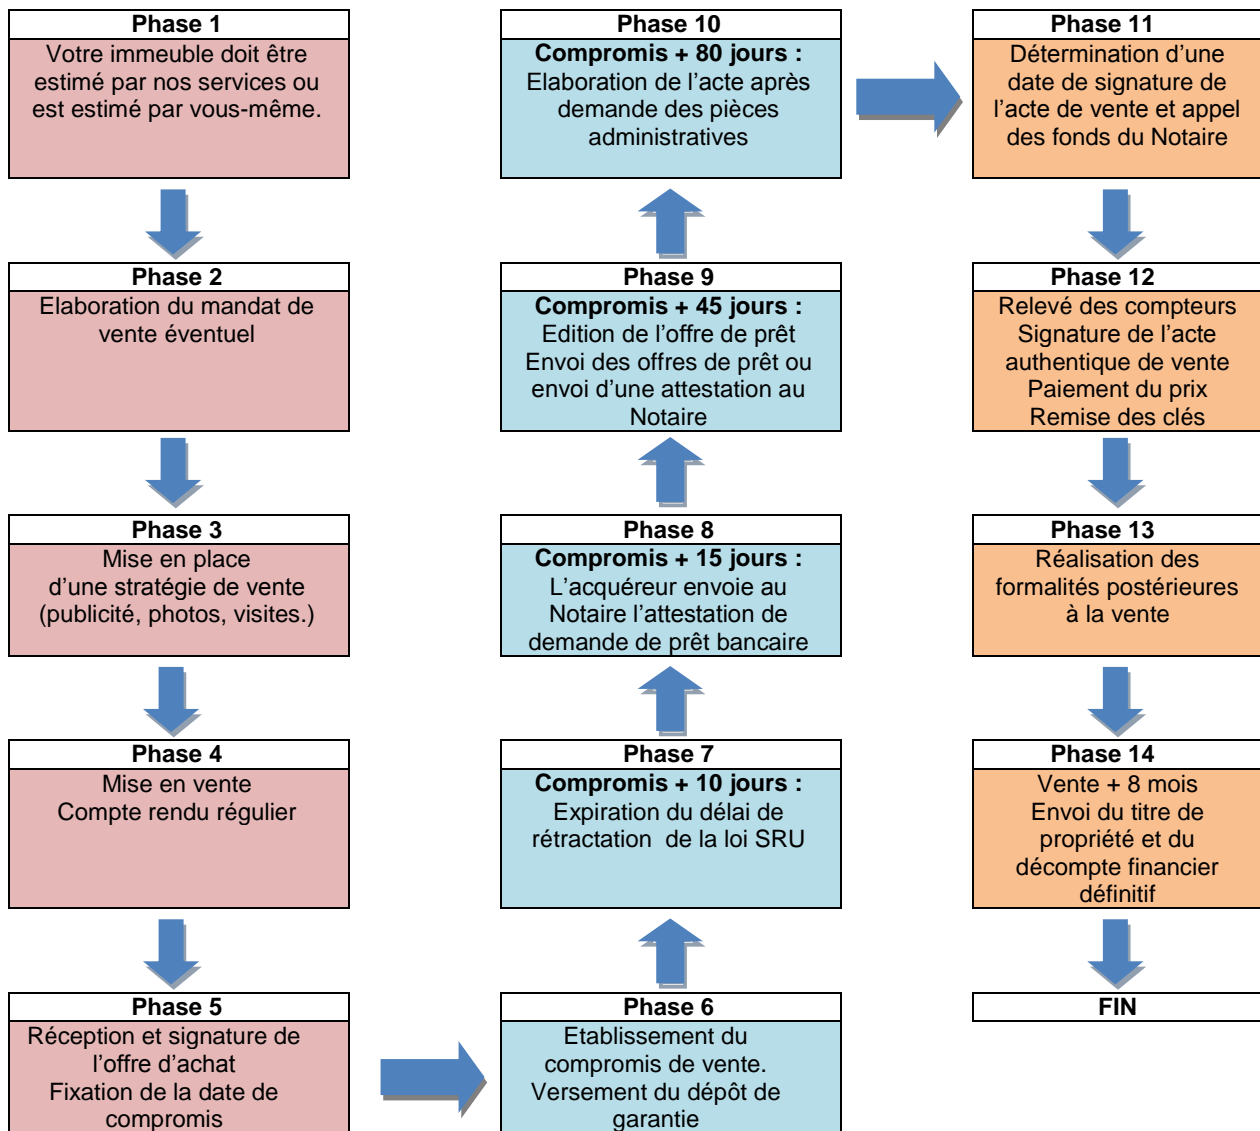 Phase 1
Votre immeuble doit être
estimé par nos services ou
est estimé par vous-même.
Phase 2
Elaboration du mandat de
vente éventuel
Phase 3
Mise en place
d’une stratégie de vente
(publicité, photos, visites.)
Phase 4
Mise en vente
Compte rendu régulier
Phase 5
Réception et signature de
l’offre d’achat
Fixation de la date de
compromis
Phase 6
Etablissement du
compromis de vente.
Versement du dépôt de
garantie
Phase 7
Compromis + 10 jours :
Expiration du délai de
rétractation de la loi SRU
Phase 8
Compromis + 15 jours :
L’acquéreur envoie au
Notaire l’attestation de
demande de prêt bancaire
Phase 9
Compromis + 45 jours :
Edition de l’offre de prêt
Envoi des offres de prêt ou
envoi d’une attestation au
Notaire
Phase 10
Compromis + 80 jours :
Elaboration de l’acte après
demande des pièces
administratives
Phase 11
Détermination d’une
date de signature de
l’acte de vente et appel
des fonds du Notaire
Phase 12
Relevé des compteurs
Signature de l’acte
authentique de vente
Paiement du prix
Remise des clés
Phase 13
Réalisation des
formalités postérieures
à la vente
Phase 14
Vente + 8 mois
Envoi du titre de
propriété et du
décompte financier
définitif
FIN